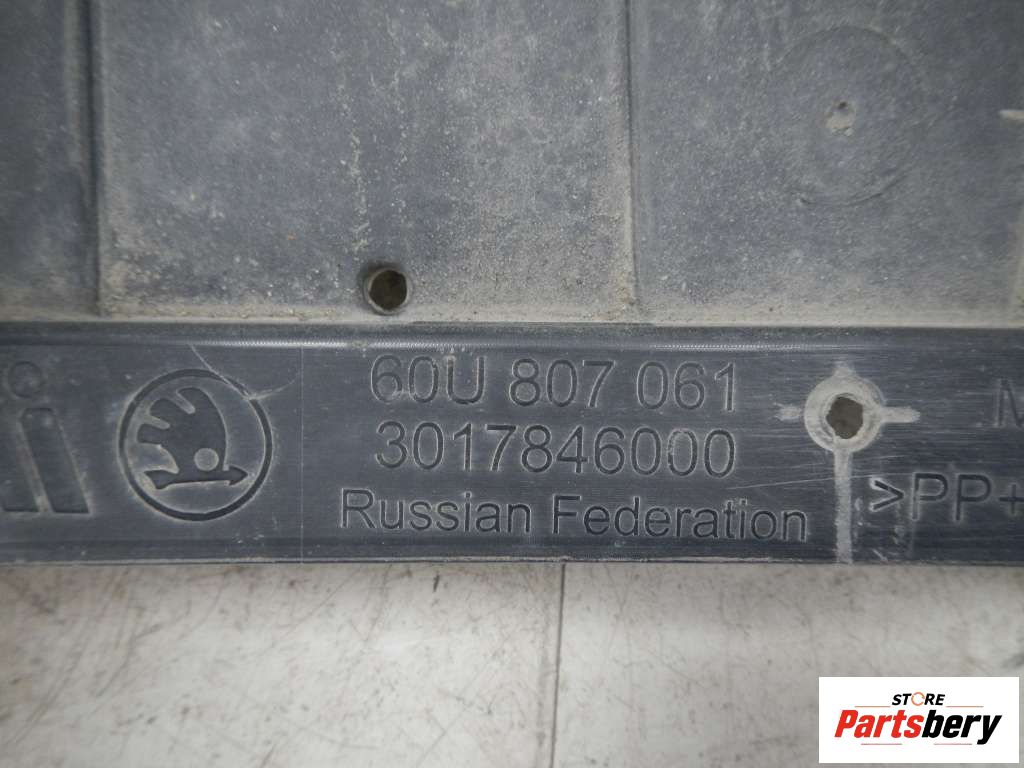 60U 807 061
3017846000
Russian Federation
>PP+
STORE
Partsbery